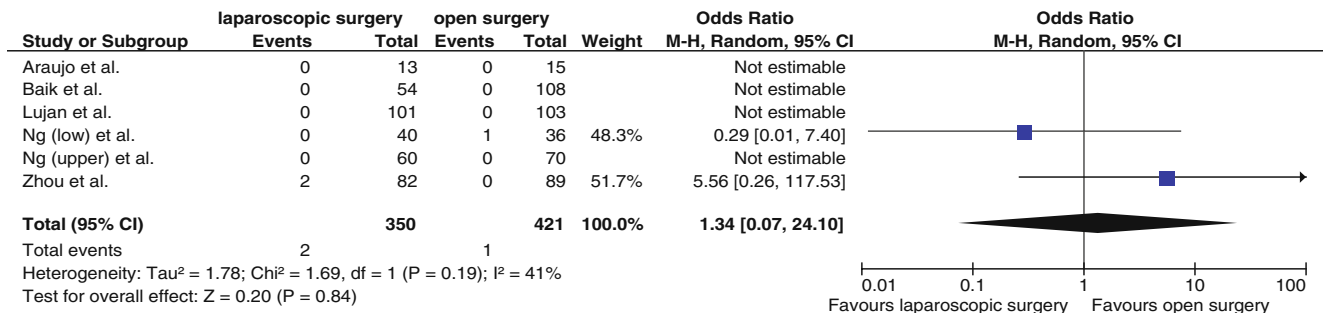 laparoscopic surgery open surgery Odds Ratio Odds Ratio
Study or Subgroup Events Total Events Total Weight M-H, Random, 95% CI M-H, Random, 95% CI
Araujo et al. 0 13 0 15 Not estimable
Baik et al. 0 54 0 108 Not estimable
Lujan et al. 0 101 0 103 Not estimable
Ng (low) et al. 0 40 1 36 48.3% 0.29 [0.01, 7.40]
Ng (upper) et al. 0 60 0 70 Not estimable
Zhou et al. 2 82 0 89 51.7% 5.56 [0.26, 117.53]
Total (95% CI) 350 421 100.0% 1.34 [0.07, 24.10]
Total events 2 1
Heterogeneity: Tau² = 1.78; Chi² = 1.69, df = 1 (P = 0.19); I² = 41%
Test for overall effect: Z = 0.20 (P = 0.84)
0.01 0.1 1 10 100
Favours laparoscopic surgery Favours open surgery